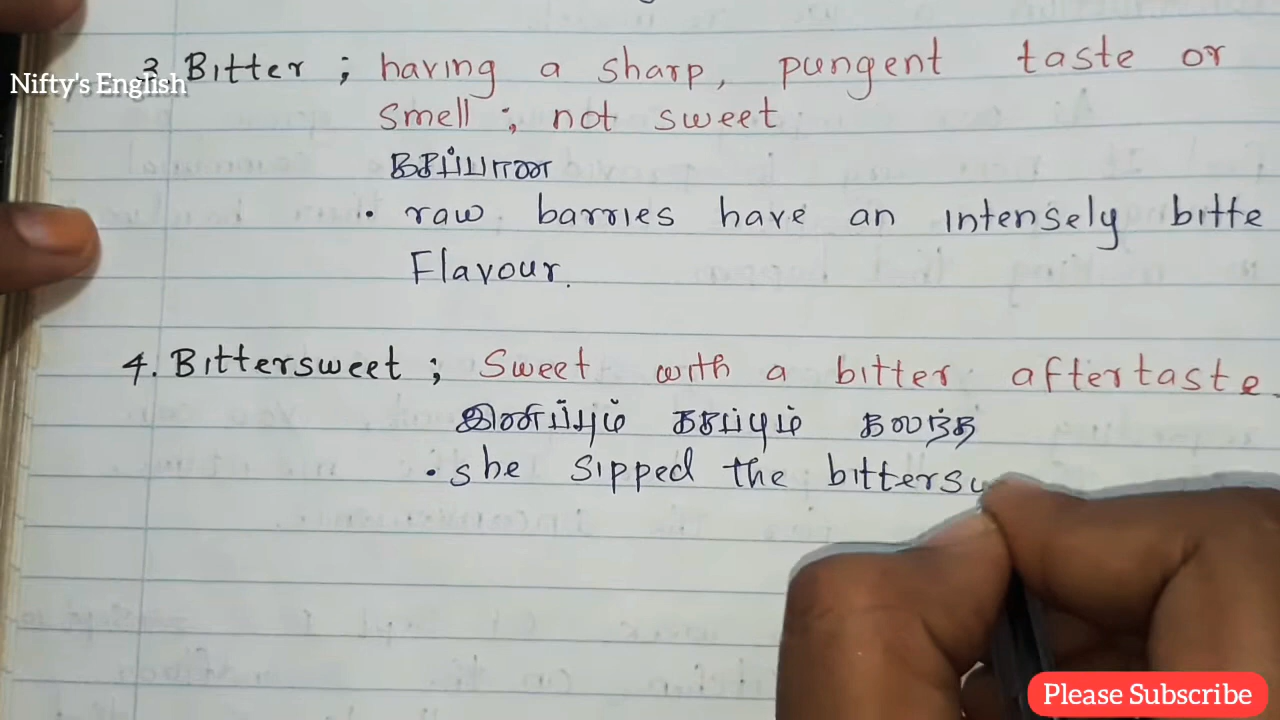 3. Bitter ; having a sharp, pungent taste or
Nifty's English
smell ; not sweet
கசப்பான
• raw barries have an intensely bitte
Flavour.
4. Bittersweet ; Sweet with a bitter aftertaste.
இனிப்பும் கசப்பும் கலந்த
• she sipped the bittersw
Please Subscribe